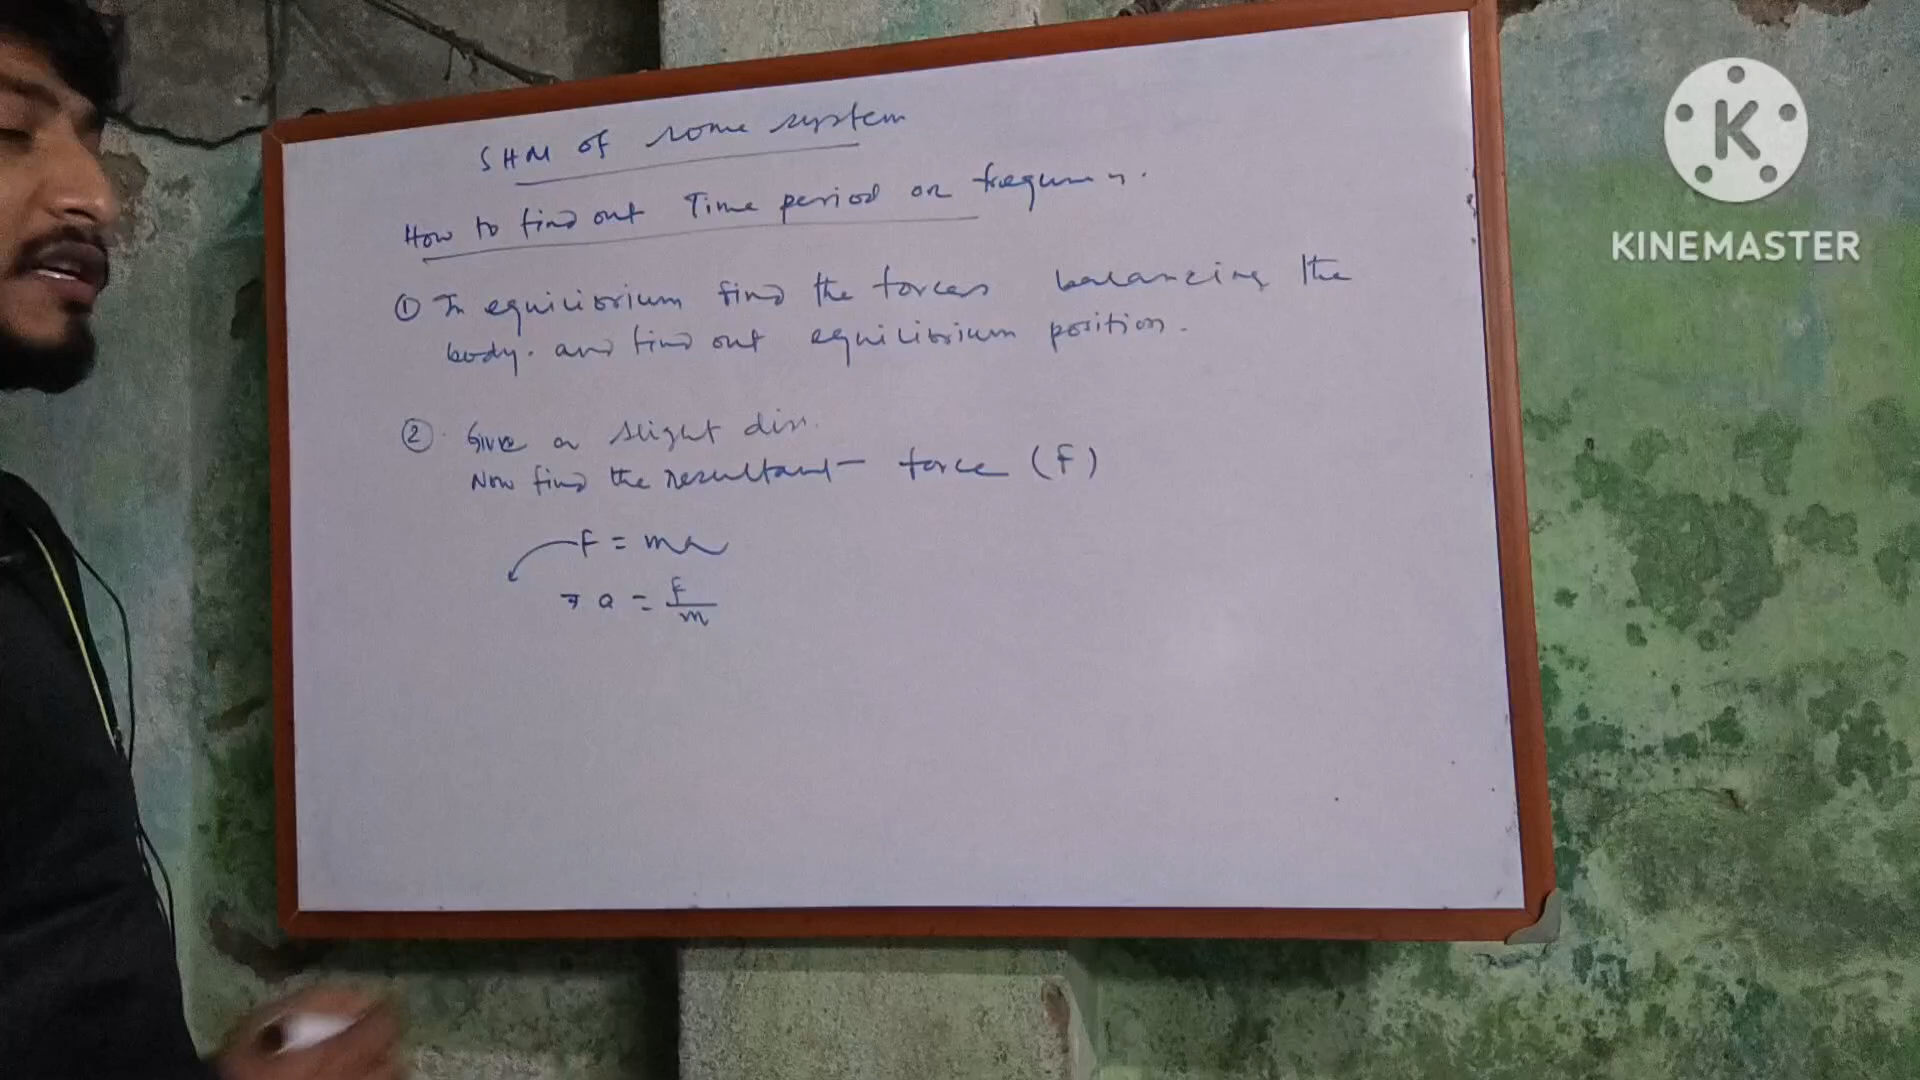 SHM of some system
How to find out Time period or frequency.
① In equilibrium find the forces balancing the
body. and find out equilibrium position.
② Give a slight dis.
Now find the resultant force (F)
F = ma
⇒ a = F/m
K
KINEMASTER